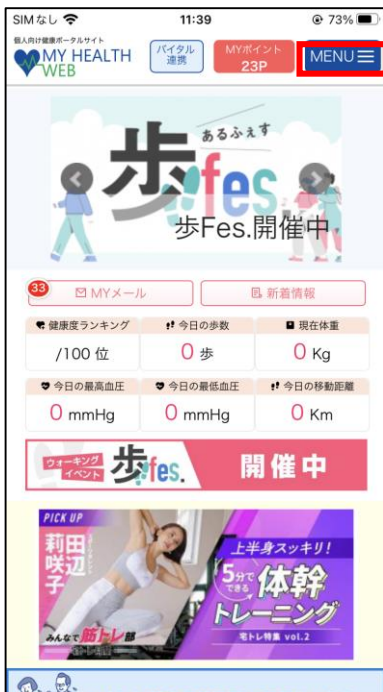 SIMなし
11:39
73%
個人向け健康ポータルサイト
MY HEALTH
WEB
バイタル
連携
MYポイント
23P
MENU
あるふぇす
歩fes.
歩Fes.開催中
33
MYメール
新着情報
健康度ランキング
今日の歩数
現在体重
/100 位
0 歩
0 Kg
今日の最高血圧
今日の最低血圧
今日の移動距離
0 mmHg
0 mmHg
0 Km
ウォーキング
イベント
歩fes.
開催中
PICK UP
田辺
莉咲子
上半身スッキリ!
5分で
できる
体幹
トレーニング
みんなで筋トレ部
宅トレ特集 vol.2